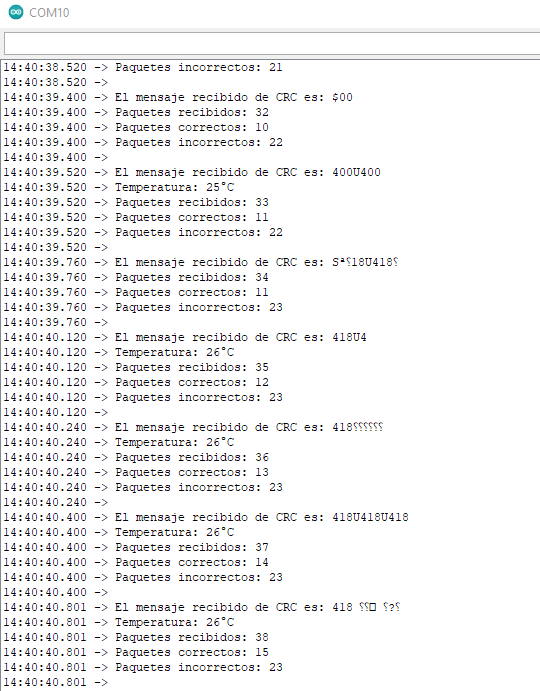 COM10
14:40:38.520 -> Paquetes incorrectos: 21
14:40:38.520 ->
14:40:39.400 -> El mensaje recibido de CRC es: $00
14:40:39.400 -> Paquetes recibidos: 32
14:40:39.400 -> Paquetes correctos: 10
14:40:39.400 -> Paquetes incorrectos: 22
14:40:39.400 ->
14:40:39.520 -> El mensaje recibido de CRC es: 400U400
14:40:39.520 -> Temperatura: 25°C
14:40:39.520 -> Paquetes recibidos: 33
14:40:39.520 -> Paquetes correctos: 11
14:40:39.520 -> Paquetes incorrectos: 22
14:40:39.520 ->
14:40:39.760 -> El mensaje recibido de CRC es: Sª⸮18U418⸮
14:40:39.760 -> Paquetes recibidos: 34
14:40:39.760 -> Paquetes correctos: 11
14:40:39.760 -> Paquetes incorrectos: 23
14:40:39.760 ->
14:40:40.120 -> El mensaje recibido de CRC es: 418U4
14:40:40.120 -> Temperatura: 26°C
14:40:40.120 -> Paquetes recibidos: 35
14:40:40.120 -> Paquetes correctos: 12
14:40:40.120 -> Paquetes incorrectos: 23
14:40:40.120 ->
14:40:40.240 -> El mensaje recibido de CRC es: 418⸮⸮⸮⸮⸮⸮
14:40:40.240 -> Temperatura: 26°C
14:40:40.240 -> Paquetes recibidos: 36
14:40:40.240 -> Paquetes correctos: 13
14:40:40.240 -> Paquetes incorrectos: 23
14:40:40.240 ->
14:40:40.400 -> El mensaje recibido de CRC es: 418U418U418
14:40:40.400 -> Temperatura: 26°C
14:40:40.400 -> Paquetes recibidos: 37
14:40:40.400 -> Paquetes correctos: 14
14:40:40.400 -> Paquetes incorrectos: 23
14:40:40.400 ->
14:40:40.801 -> El mensaje recibido de CRC es: 418 ⸮⸮□ ⸮?⸮
14:40:40.801 -> Temperatura: 26°C
14:40:40.801 -> Paquetes recibidos: 38
14:40:40.801 -> Paquetes correctos: 15
14:40:40.801 -> Paquetes incorrectos: 23
14:40:40.801 ->